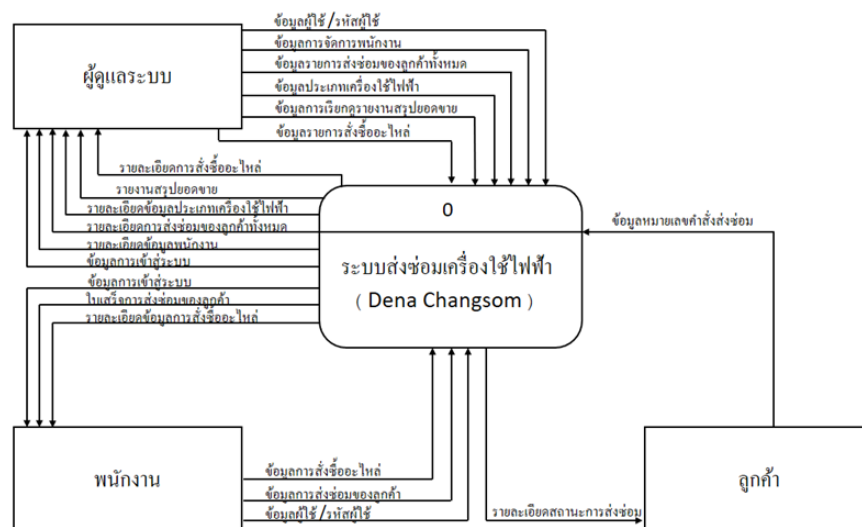 ข้อมูลผู้ใช้ /รหัสผู้ใช้
ข้อมูลการจัดการพนักงาน
ข้อมูลรายการส่งซ่อมของลูกค้าทั้งหมด
ข้อมูลประเภทเครื่องใช้ไฟฟ้า
ข้อมูลการเรียกดูรายงานสรุปยอดขาย
ข้อมูลรายการสั่งซื้ออะไหล่
ผู้ดูแลระบบ
รายละเอียดการสั่งซื้ออะไหล่
รายงานสรุปยอดขาย
รายละเอียดข้อมูลประเภทเครื่องใช้ไฟฟ้า
รายละเอียดการส่งซ่อมของลูกค้าทั้งหมด
รายละเอียดข้อมูลพนักงาน
ข้อมูลการเข้าสู่ระบบ
ข้อมูลการเข้าสู่ระบบ
ใบเสร็จการส่งซ่อมของลูกค้า
รายละเอียดข้อมูลการสั่งซื้ออะไหล่
0
ระบบส่งซ่อมเครื่องใช้ไฟฟ้า
( Dena Changsom )
ข้อมูลหมายเลขคำสั่งส่งซ่อม
พนักงาน
ข้อมูลการสั่งซื้ออะไหล่
ข้อมูลการส่งซ่อมของลูกค้า
ข้อมูลผู้ใช้ /รหัสผู้ใช้
รายละเอียดสถานะการส่งซ่อม
ลูกค้า